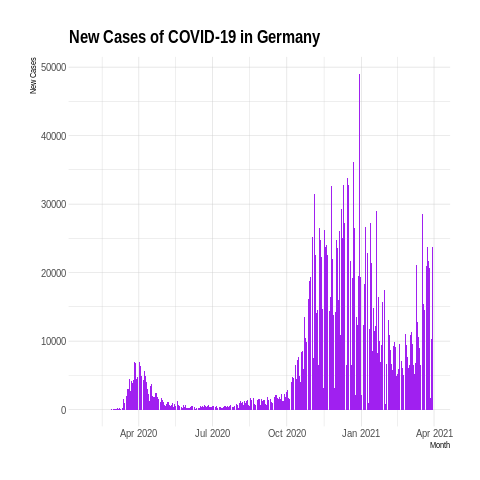 New Cases of COVID-19 in Germany
New Cases
50000
40000
30000
20000
10000
0
Apr 2020 Jul 2020 Oct 2020 Jan 2021 Apr 2021
Month